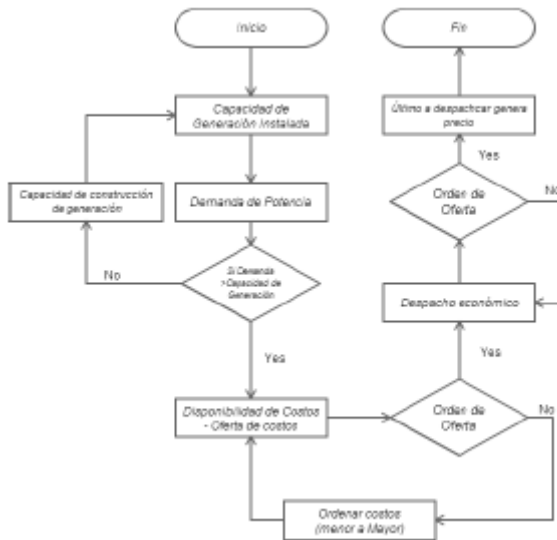 Inicio
Capacidad de
Generación instalada
Capacidad de construcción
de generación
Demanda de Potencia
No
Si Demanda
>Capacidad de
Generación
Yes
Disponibilidad de Costos
- Oferta de costos
Orden de
Oferta
No
Ordenar costos
(menor a Mayor)
Yes
Despacho económico
Orden de
Oferta
No
Yes
Último a despachcar genera
precio
Fin